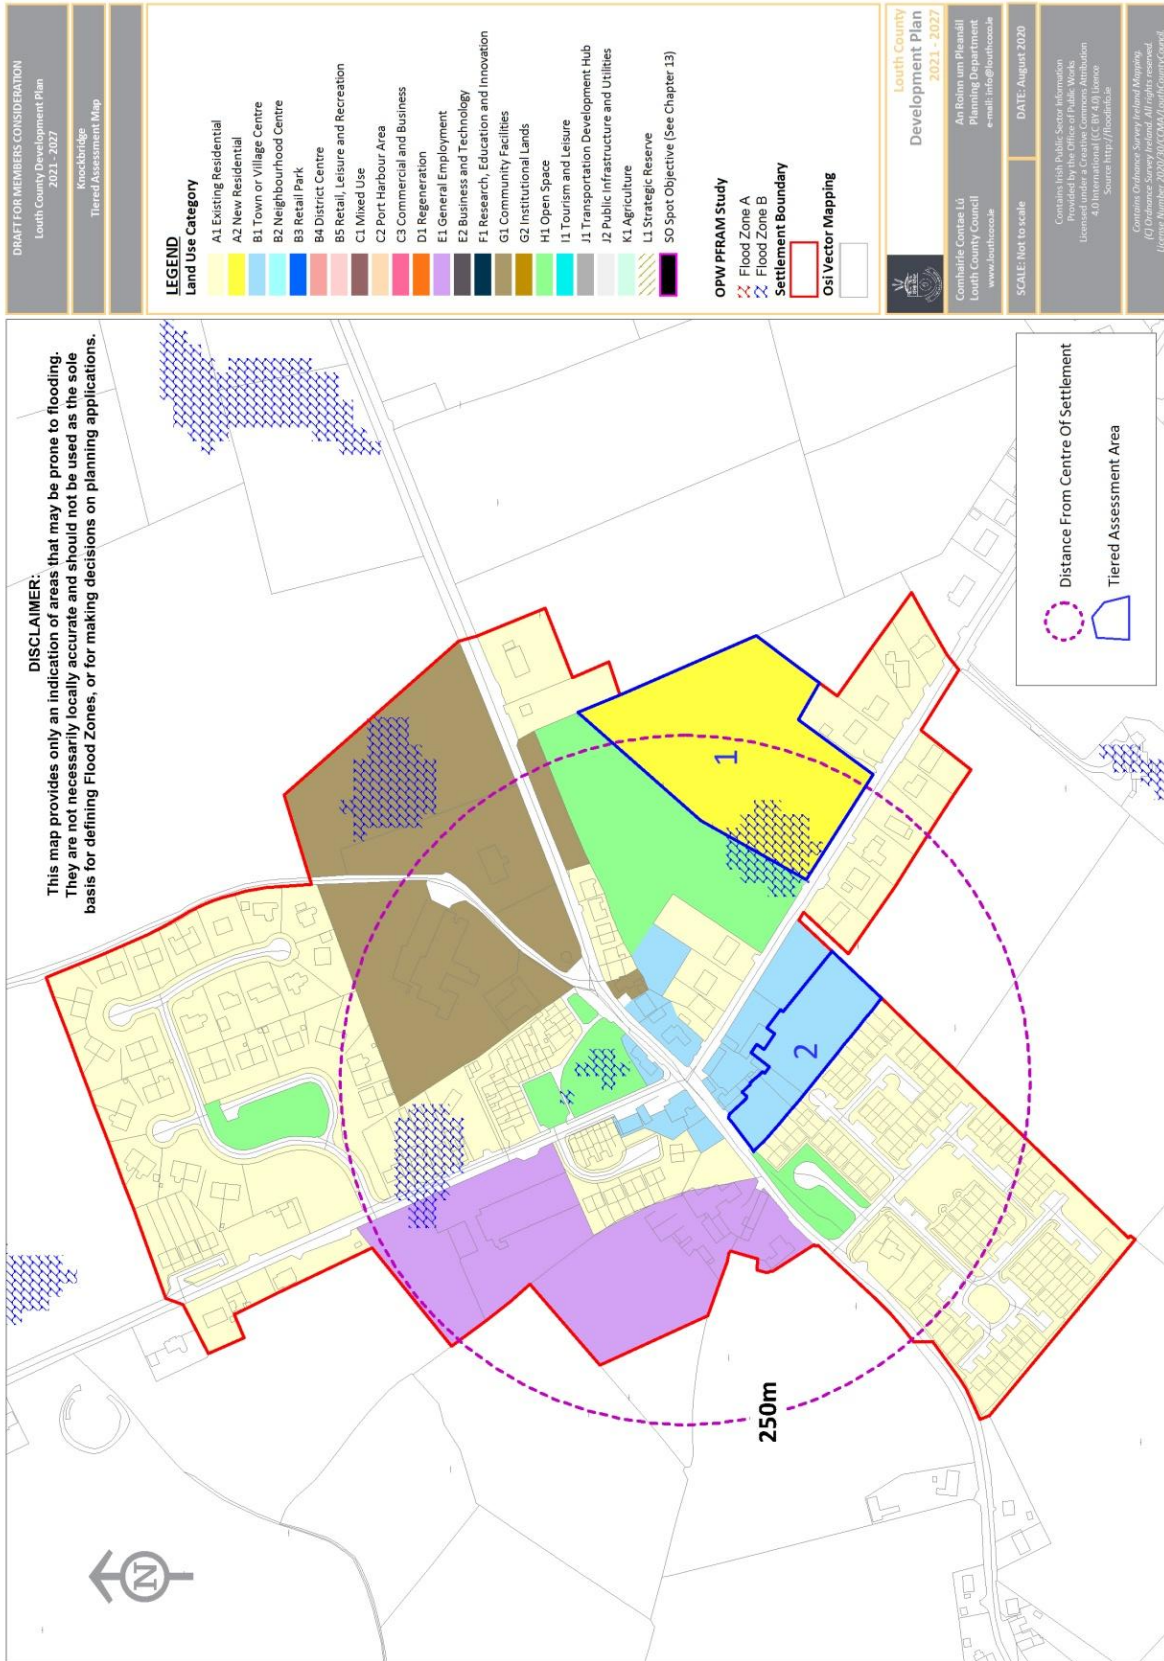 DRAFT FOR MEMBERS CONSIDERATION
Louth County Development Plan
2021 - 2027
Knockbridge
Tiered Assessment Map
LEGEND
Land Use Category
A1 Existing Residential
A2 New Residential
B1 Town or Village Centre
B2 Neighbourhood Centre
B3 Retail Park
B4 District Centre
B5 Retail, Leisure and Recreation
C1 Mixed Use
C2 Port Harbour Area
C3 Commercial and Business
D1 Regeneration
E1 General Employment
E2 Business and Technology
F1 Research, Education and Innovation
G1 Community Facilities
G2 Institutional Lands
H1 Open Space
I1 Tourism and Leisure
J1 Transportation Development Hub
J2 Public Infrastructure and Utilities
K1 Agriculture
L1 Strategic Reserve
SO Spot Objective (See Chapter 13)
OPW PFRAM Study
Flood Zone A
Flood Zone B
Settlement Boundary
Osi Vector Mapping
Louth County
Development Plan
2021 - 2027
Comhairle Contae Lú
Louth County Council
www.louthcoco.ie
An Roinn um Pleanáil
Planning Department
e-mail: info@louthcoco.ie
SCALE: Not to scale
DATE: August 2020
Contains Irish Public Sector Information
Provided by the Office of Public Works
Licensed under a Creative Commons Attribution
4.0 International (CC BY 4.0) Licence
Source http://floodinfo.ie
Contains Ordnance Survey Ireland Mapping.
(C) Ordnance Survey Ireland. All rights reserved.
DISCLAIMER:
This map provides only an indication of areas that may be prone to flooding.
They are not necessarily locally accurate and should not be used as the sole
basis for defining Flood Zones, or for making decisions on planning applications.
N
1
2
250m
Distance From Centre Of Settlement
Tiered Assessment Area